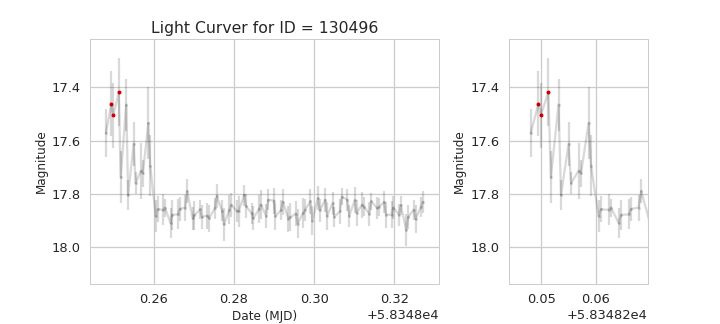 Light Curver for ID = 130496
Magnitude
17.4
17.6
17.8
18.0
0.26
0.28
0.30
0.32
Date (MJD)
+5.8348e4
Magnitude
17.4
17.6
17.8
18.0
0.05
0.06
+5.83482e4